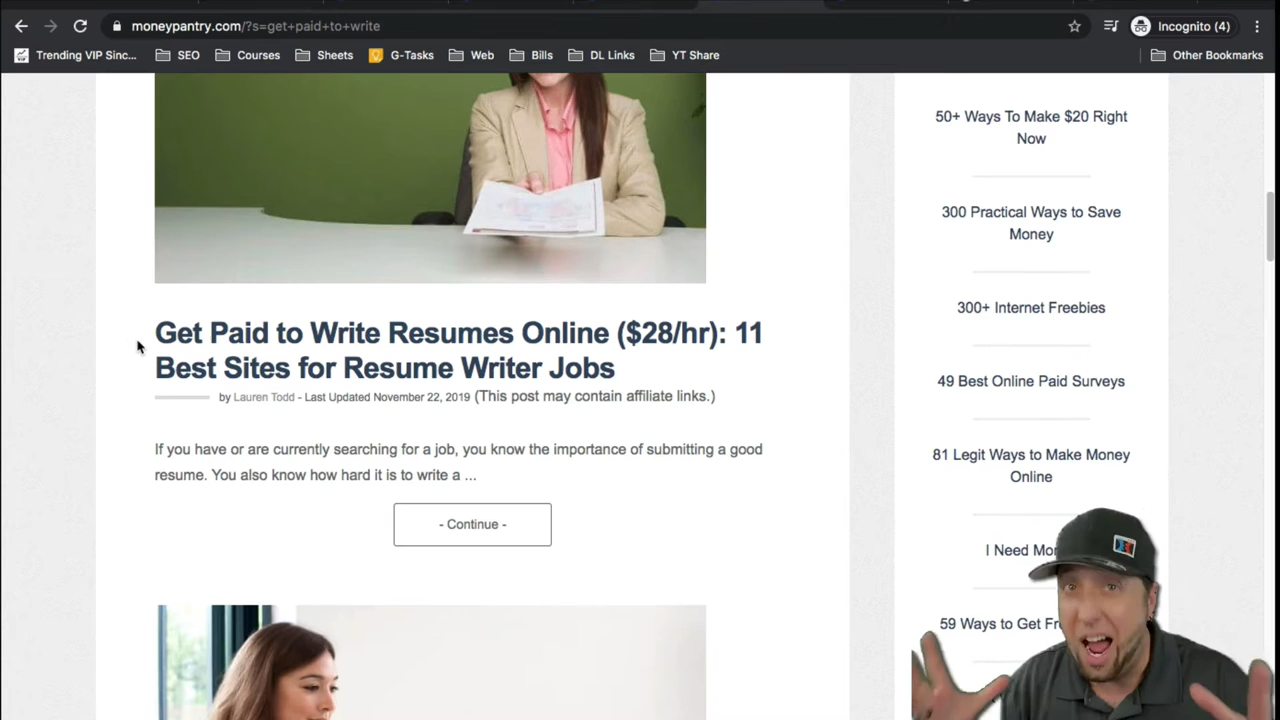 moneypantry.com/?s=get+paid+to+write
Incognito (4)
Trending VIP Sinc...
SEO
Courses
Sheets
G-Tasks
Web
Bills
DL Links
YT Share
Other Bookmarks
Get Paid to Write Resumes Online ($28/hr): 11
Best Sites for Resume Writer Jobs
by Lauren Todd - Last Updated November 22, 2019 (This post may contain affiliate links.)
If you have or are currently searching for a job, you know the importance of submitting a good
resume. You also know how hard it is to write a ...
- Continue -
50+ Ways To Make $20 Right
Now
300 Practical Ways to Save
Money
300+ Internet Freebies
49 Best Online Paid Surveys
81 Legit Ways to Make Money
Online
I Need
59 Ways to Get